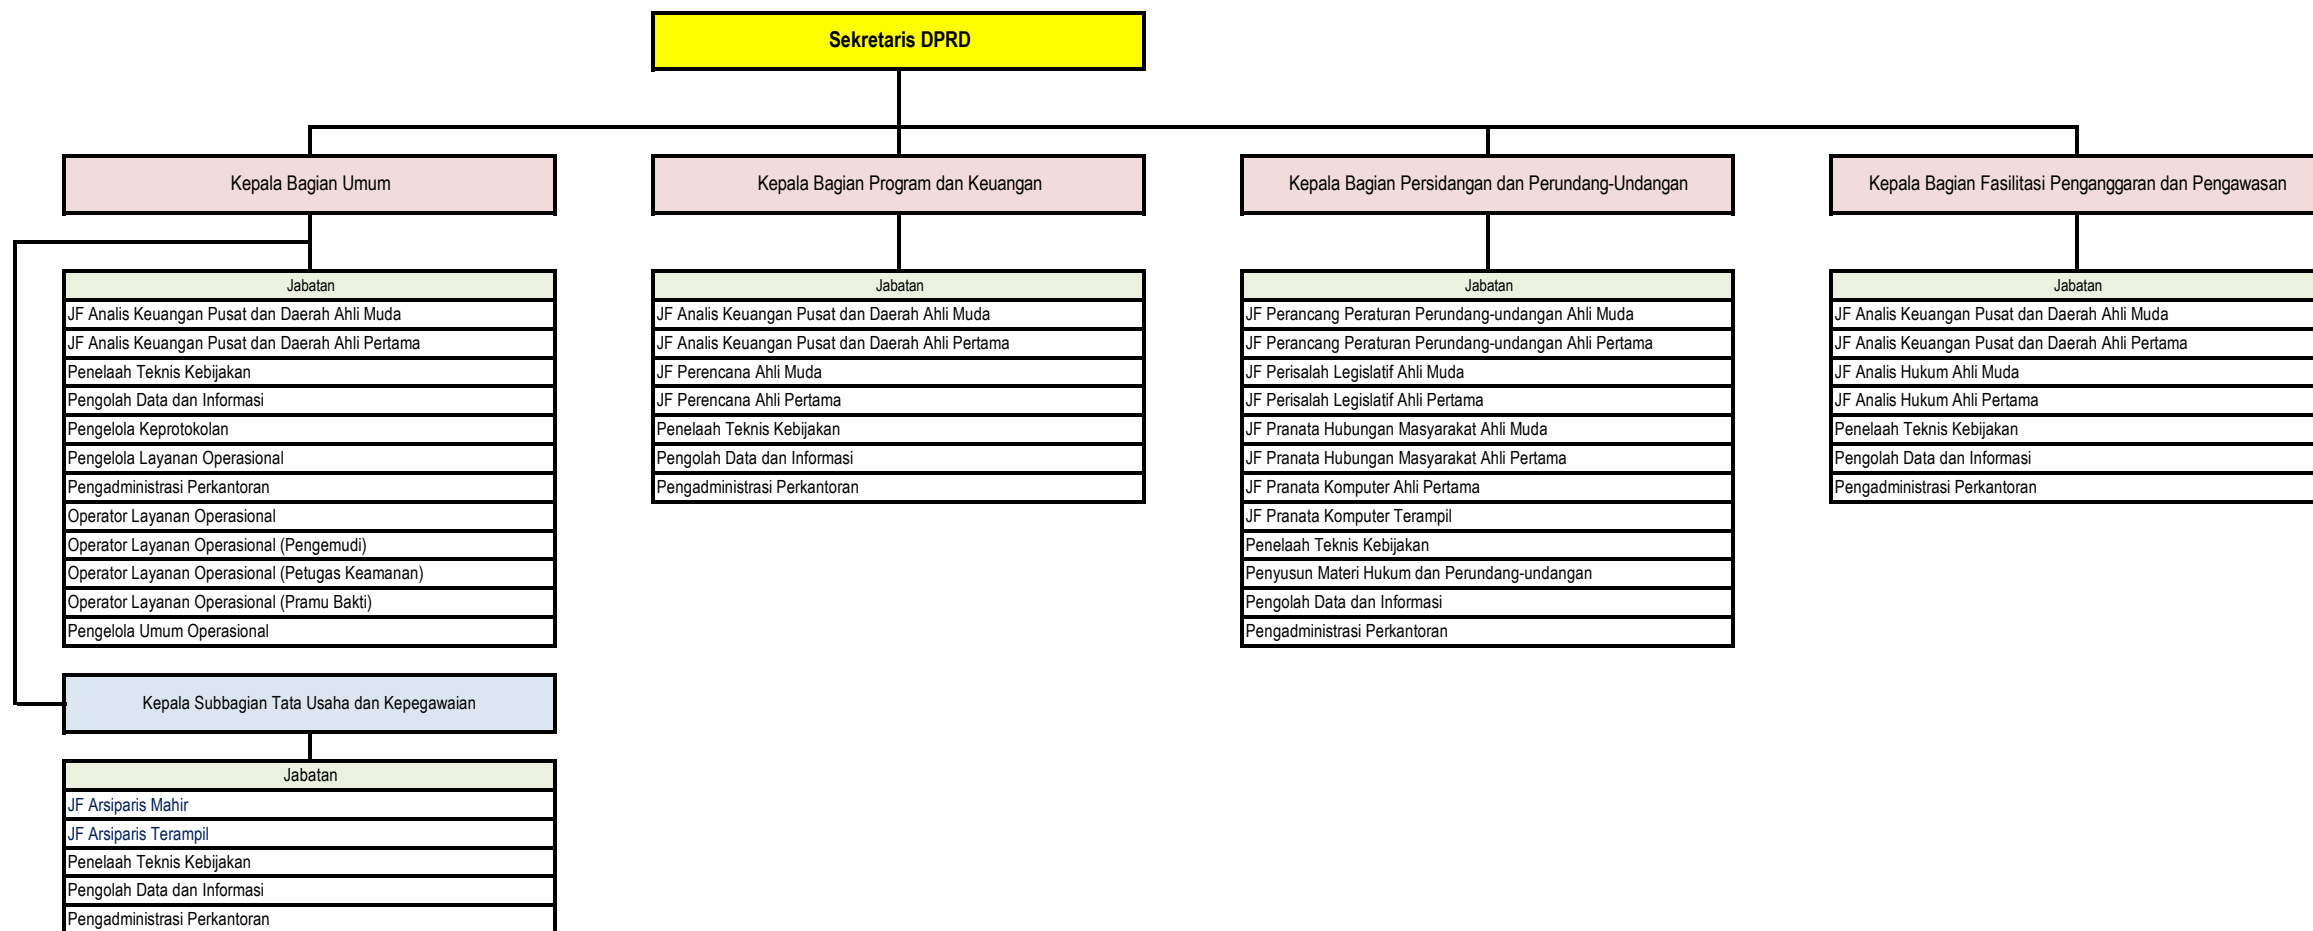 Sekretaris DPRD
Kepala Bagian Umum
Kepala Bagian Program dan Keuangan
Kepala Bagian Persidangan dan Perundang-Undangan
Kepala Bagian Fasilitasi Penganggaran dan Pengawasan
Jabatan
JF Analis Keuangan Pusat dan Daerah Ahli Muda
JF Analis Keuangan Pusat dan Daerah Ahli Pertama
Penelaah Teknis Kebijakan
Pengolah Data dan Informasi
Pengelola Keprotokolan
Pengelola Layanan Operasional
Pengadministrasi Perkantoran
Operator Layanan Operasional
Operator Layanan Operasional (Pengemudi)
Operator Layanan Operasional (Petugas Keamanan)
Operator Layanan Operasional (Pramu Bakti)
Pengelola Umum Operasional
Jabatan
JF Analis Keuangan Pusat dan Daerah Ahli Muda
JF Analis Keuangan Pusat dan Daerah Ahli Pertama
JF Perencana Ahli Muda
JF Perencana Ahli Pertama
Penelaah Teknis Kebijakan
Pengolah Data dan Informasi
Pengadministrasi Perkantoran
Jabatan
JF Perancang Peraturan Perundang-undangan Ahli Muda
JF Perancang Peraturan Perundang-undangan Ahli Pertama
JF Perisalah Legislatif Ahli Muda
JF Perisalah Legislatif Ahli Pertama
JF Pranata Hubungan Masyarakat Ahli Muda
JF Pranata Hubungan Masyarakat Ahli Pertama
JF Pranata Komputer Ahli Pertama
JF Pranata Komputer Terampil
Penelaah Teknis Kebijakan
Penyusun Materi Hukum dan Perundang-undangan
Pengolah Data dan Informasi
Pengadministrasi Perkantoran
Jabatan
JF Analis Keuangan Pusat dan Daerah Ahli Muda
JF Analis Keuangan Pusat dan Daerah Ahli Pertama
JF Analis Hukum Ahli Muda
JF Analis Hukum Ahli Pertama
Penelaah Teknis Kebijakan
Pengolah Data dan Informasi
Pengadministrasi Perkantoran
Kepala Subbagian Tata Usaha dan Kepegawaian
Jabatan
JF Arsiparis Mahir
JF Arsiparis Terampil
Penelaah Teknis Kebijakan
Pengolah Data dan Informasi
Pengadministrasi Perkantoran